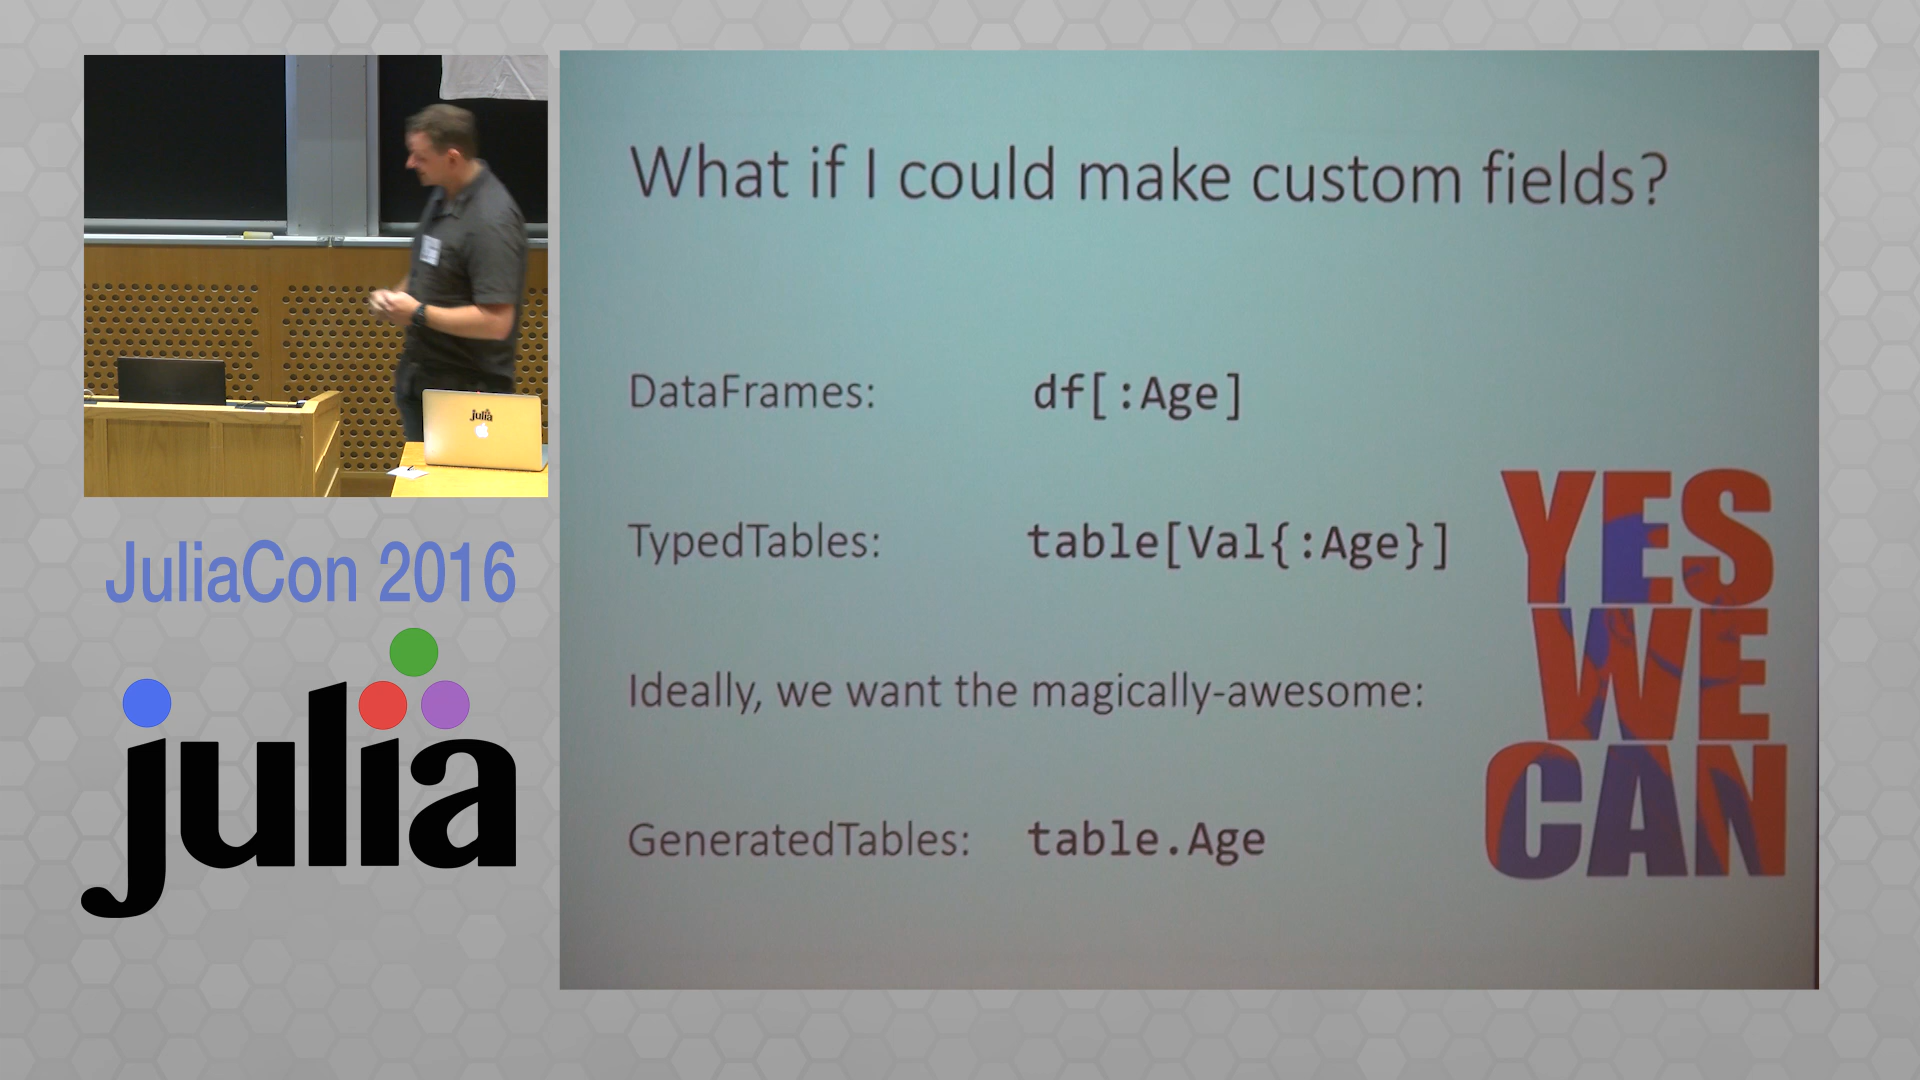 What if I could make custom fields?
DataFrames: df[:Age]
TypedTables: table[Val{:Age}]
Ideally, we want the magically-awesome:
GeneratedTables: table.Age
YES
WE
CAN
julia
JuliaCon 2016
julia